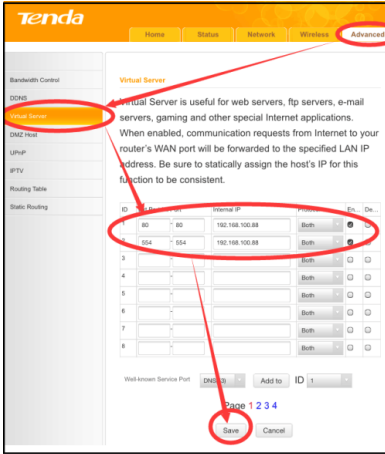 Tenda
Home Status Network Wireless Advanced
Bandwidth Control
DDNS
Virtual Server
DMZ Host
UPnP
IPTV
Routing Table
Static Routing
Virtual Server
Virtual Server is useful for web servers, ftp servers, e-mail
servers, gaming and other special Internet applications.
When enabled, communication requests from Internet to your
router's WAN port will be forwarded to the specified LAN IP
address. Be sure to statically assign the host's IP for this
function to be consistent.
ID Internal IP En... De...
1 80 - 80 192.168.100.88 Both
2 554 - 554 192.168.100.88 Both
3 - Both
4 - Both
5 - Both
6 - Both
7 - Both
8 - Both
Well-known Service Port Add to ID 1
Page 1 2 3 4
Save Cancel